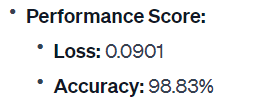 • Performance Score:
• Loss: 0.0901
• Accuracy: 98.83%